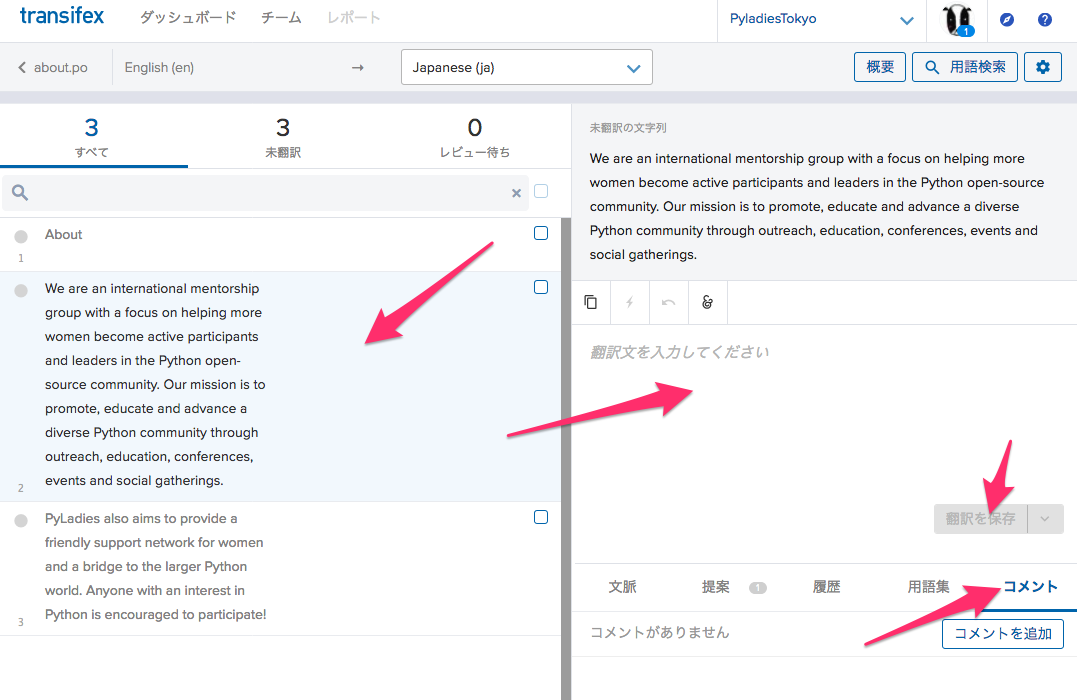 transifex ダッシュボード チーム レポート PyladiesTokyo 1
about.po English (en) → Japanese (ja) 概要 用語検索
3 3 0
すべて 未翻訳 レビュー待ち
About
1
We are an international mentorship
group with a focus on helping more
women become active participants
and leaders in the Python open-
source community. Our mission is to
promote, educate and advance a
diverse Python community through
outreach, education, conferences,
events and social gatherings.
2
PyLadies also aims to provide a
friendly support network for women
and a bridge to the larger Python
world. Anyone with an interest in
Python is encouraged to participate!
3
未翻訳の文字列
We are an international mentorship group with a focus on helping more
women become active participants and leaders in the Python open-source
community. Our mission is to promote, educate and advance a diverse
Python community through outreach, education, conferences, events and
social gatherings.
翻訳文を入力してください
翻訳を保存
文脈 提案 1 履歴 用語集 コメント
コメントがありません コメントを追加